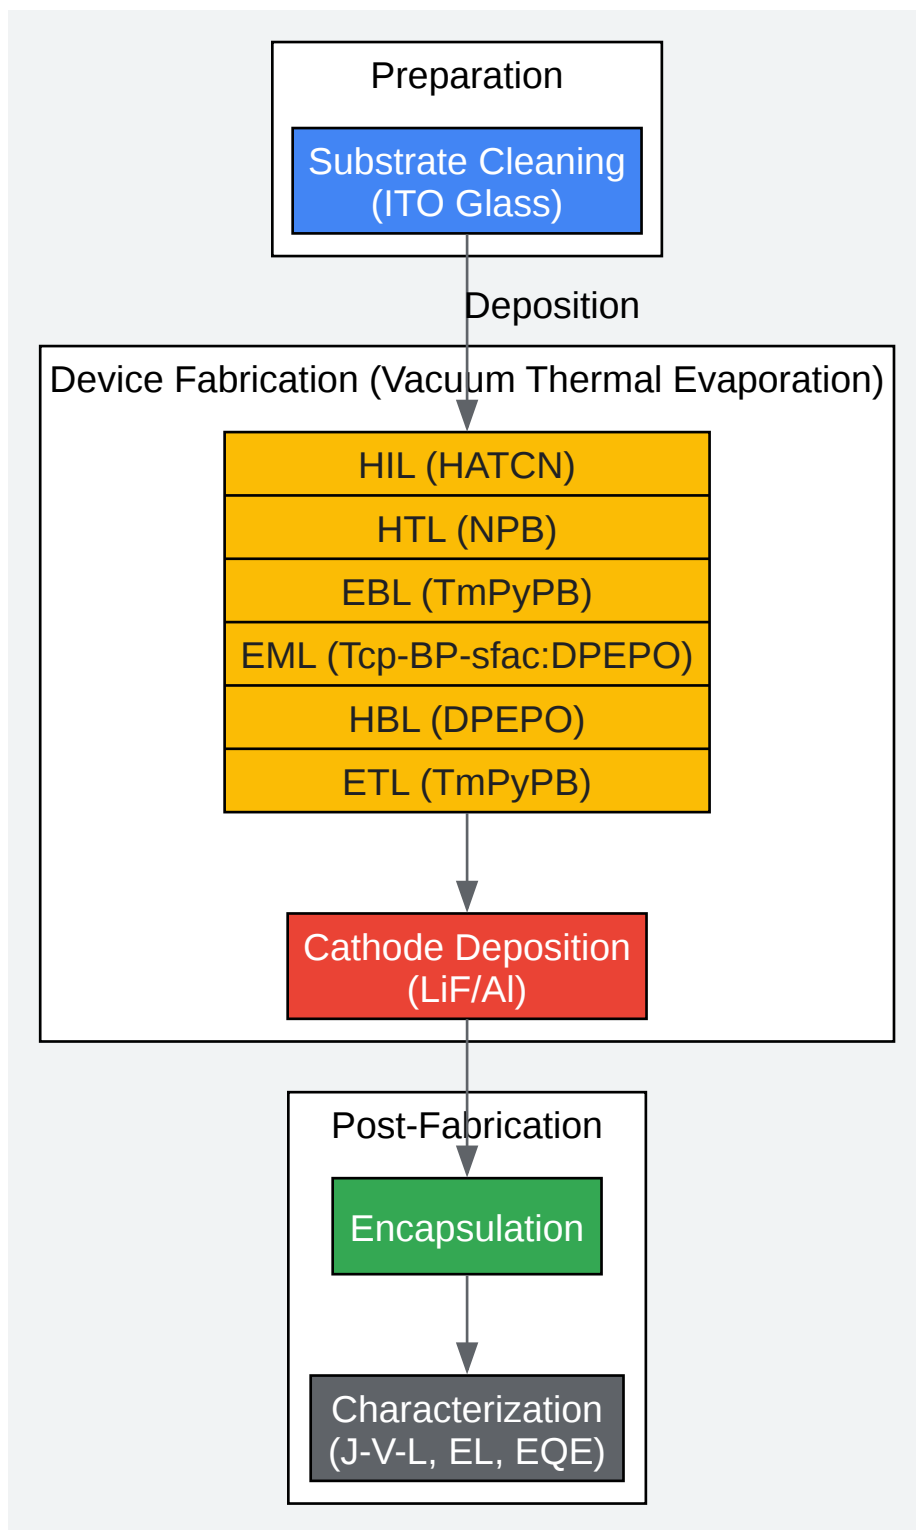 Preparation
Substrate Cleaning
(ITO Glass)
Deposition
Device Fabrication (Vacuum Thermal Evaporation)
HIL (HATCN)
HTL (NPB)
EBL (TmPyPB)
EML (Tcp-BP-sfac:DPEPO)
HBL (DPEPO)
ETL (TmPyPB)
Cathode Deposition
(LiF/Al)
Post-Fabrication
Encapsulation
Characterization
(J-V-L, EL, EQE)